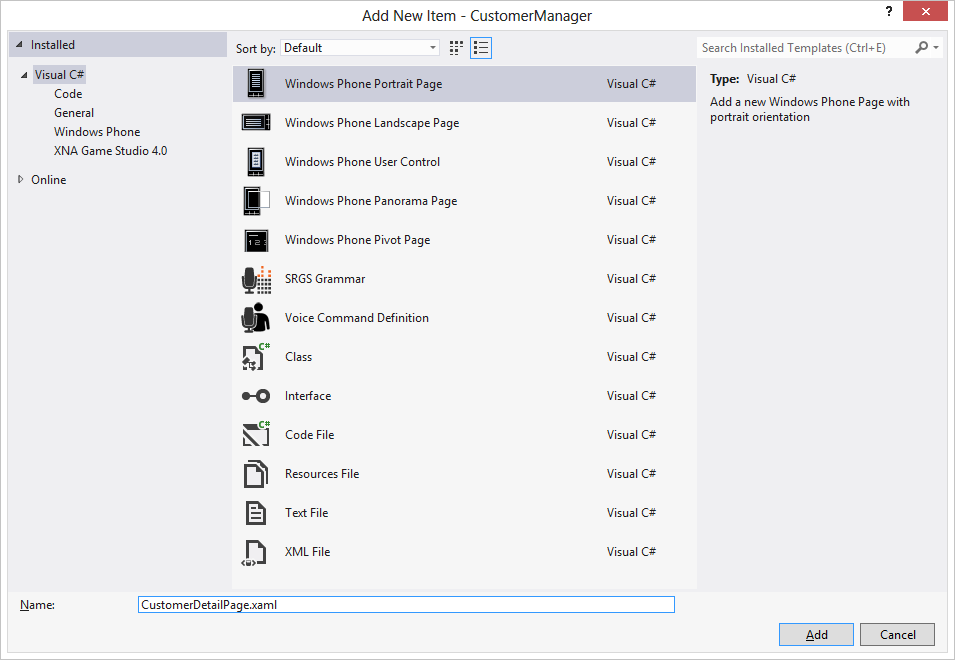 Add New Item - CustomerManager
?
Installed
Visual C#
Code
General
Windows Phone
XNA Game Studio 4.0
Online
Sort by: Default
Windows Phone Portrait Page Visual C#
Windows Phone Landscape Page Visual C#
Windows Phone User Control Visual C#
Windows Phone Panorama Page Visual C#
Windows Phone Pivot Page Visual C#
SRGS Grammar Visual C#
Voice Command Definition Visual C#
Class Visual C#
Interface Visual C#
Code File Visual C#
Resources File Visual C#
Text File Visual C#
XML File Visual C#
Search Installed Templates (Ctrl+E)
Type: Visual C#
Add a new Windows Phone Page with
portrait orientation
Name: CustomerDetailPage.xaml
Add Cancel